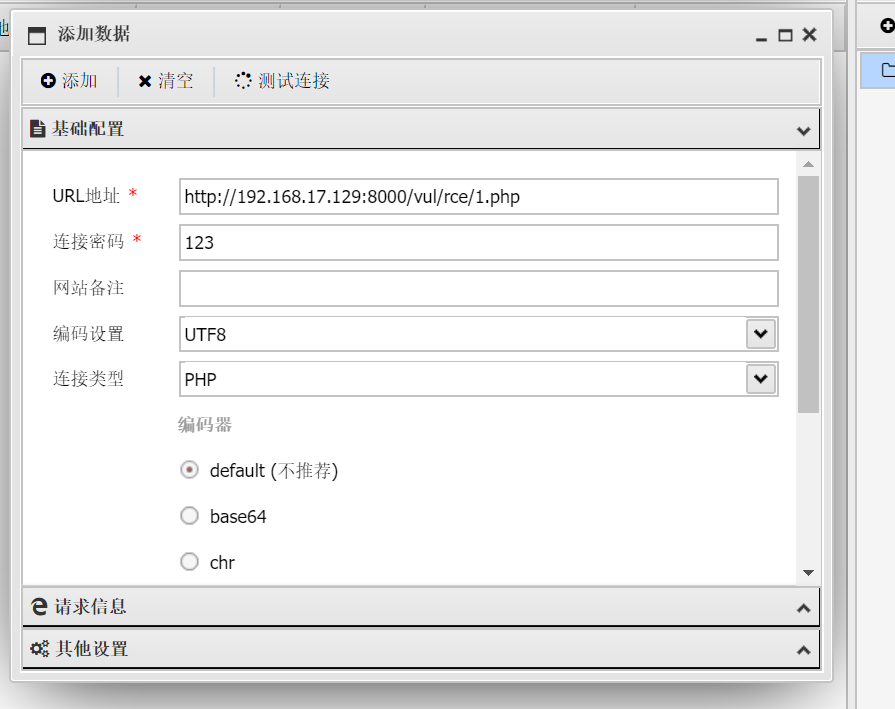 添加数据
添加 清空 测试连接
基础配置
URL地址 * http://192.168.17.129:8000/vul/rce/1.php
连接密码 * 123
网站备注
编码设置 UTF8
连接类型 PHP
编码器
default (不推荐)
base64
chr
请求信息
其他设置